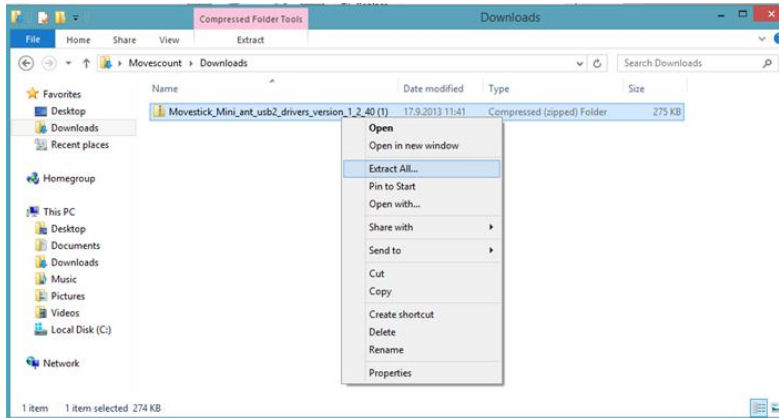 Compressed Folder Tools
Downloads
File
Home
Share
View
Extract
Movescount
Downloads
Search Downloads
Favorites
Desktop
Downloads
Recent places
Homegroup
This PC
Desktop
Documents
Downloads
Music
Pictures
Videos
Local Disk (C:)
Network
Name
Date modified
Type
Size
Movestick_Mini_ant_usb2_drivers_version_1_2_40 (1)
17.9.2013 11:41
Compressed (zipped) Folder
275 KB
Open
Open in new window
Extract All...
Pin to Start
Open with...
Share with
Send to
Cut
Copy
Create shortcut
Delete
Rename
Properties
1 item
1 item selected 274 KB